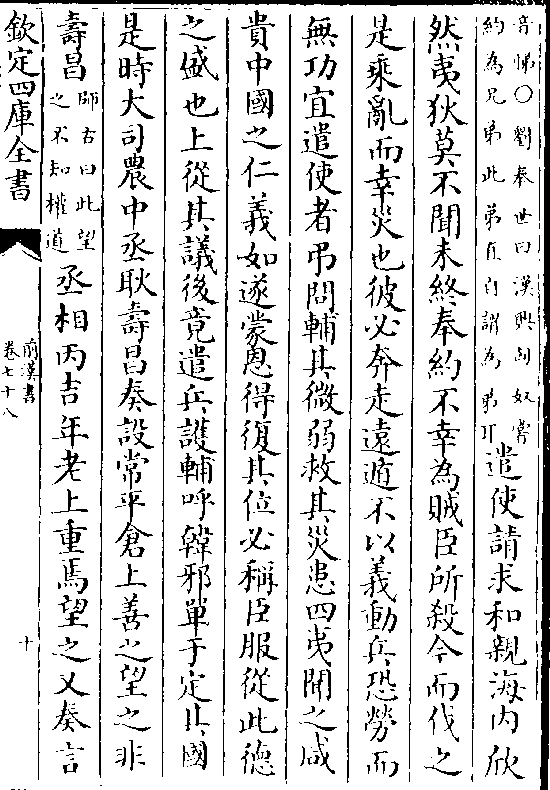 音悌○劉奉世曰漢興匈奴嘗
約為兄弟此弟直自謂為弟耳
遣使請求和親海内欣
然夷狄莫不聞未終奉約不幸為賊臣所殺今而伐之
是乘亂而幸災也彼必奔走遠遁不以義動兵恐勞而
無功宜遣使者弔問輔其微弱救其災患四夷聞之咸
貴中國之仁義如遂蒙恩得復其位必稱臣服從此德
之盛也上從其議後竟遣兵護輔呼韓邪單于定其國
是時大司農中丞耿壽昌奏設常平倉上善之望之非
壽昌
師古曰此望
之不知權道
丞相丙吉年老上重焉望之又奏言
欽定四庫全書
前漢書
卷七十八
十